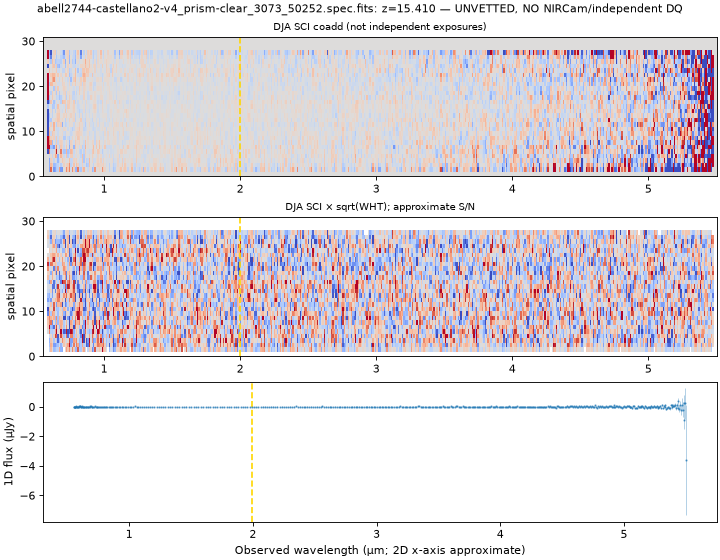 abell2744-castellano2-v4_prism-clear_3073_50252.spec.fits: z=15.410 — UNVETTED, NO NIRCam/independent DQ
DJA SCI coadd (not independent exposures)
spatial pixel
30
20
10
0
1 2 3 4 5
DJA SCI × sqrt(WHT); approximate S/N
spatial pixel
30
20
10
0
1 2 3 4 5
1D flux (μJy)
0
−2
−4
−6
1 2 3 4 5
Observed wavelength (μm; 2D x-axis approximate)